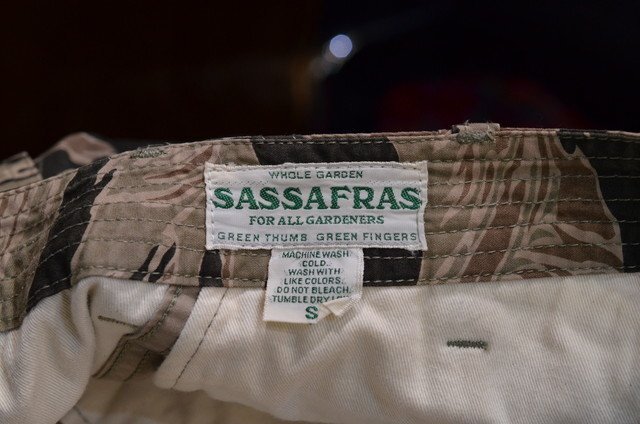 WHOLE GARDEN
SASSAFRAS
FOR ALL GARDENERS
GREEN THUMB GREEN FINGERS
MACHINE WASH
COLD.
WASH WITH
LIKE COLORS.
DO NOT BLEACH.
TUMBLE DRY
S